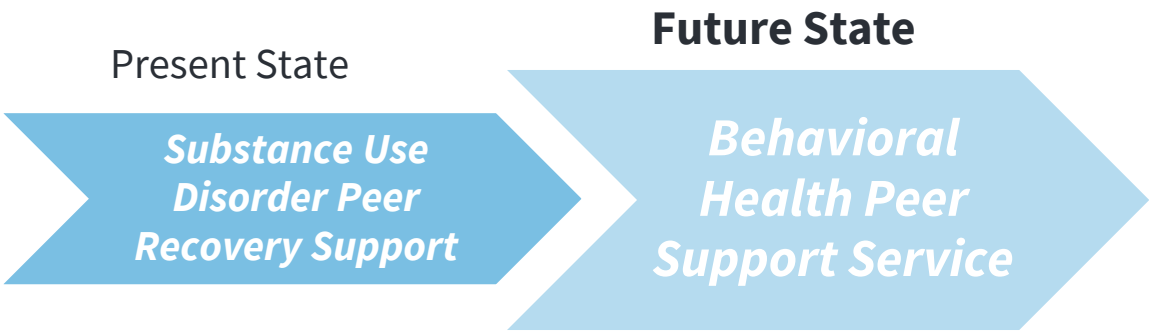 Present State
Substance Use
Disorder Peer
Recovery Support
Future State
Behavioral
Health Peer
Support Service